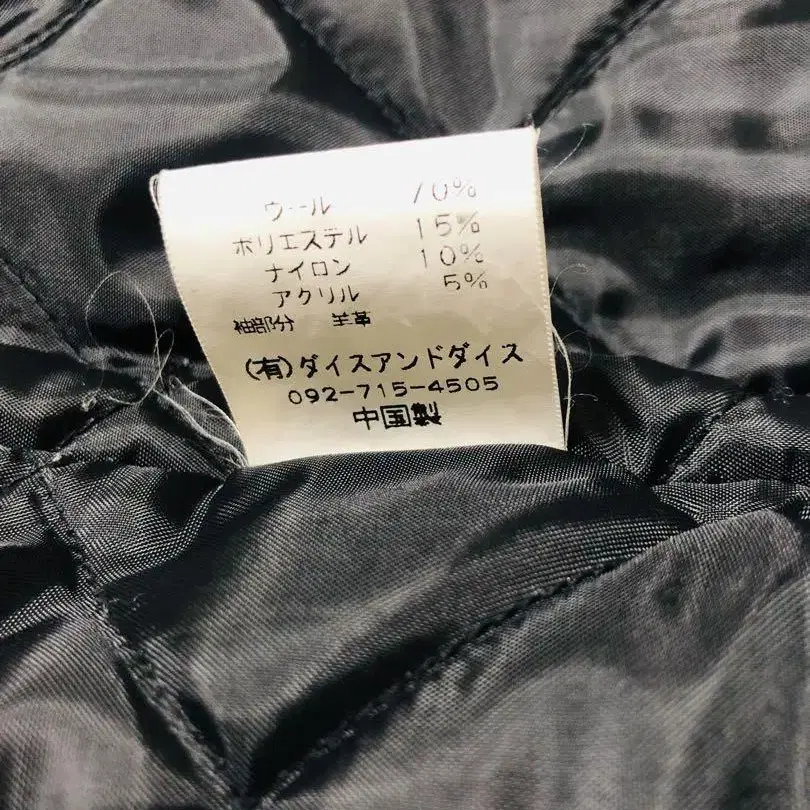 ウール 70%
ポリエステル 15%
ナイロン 10%
アクリル 5%
袖部分 羊革
(有)ダイスアンドダイス
092-715-4505
中国製